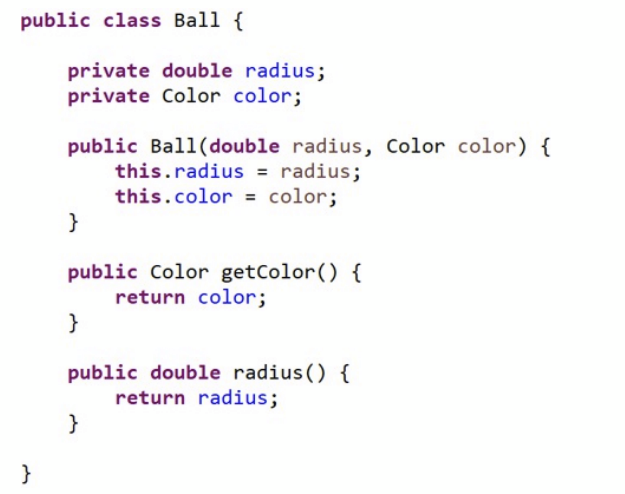 public class Ball {
private double radius;
private Color color;
public Ball(double radius, Color color) {
this.radius = radius;
this.color = color;
}
public Color getColor() {
return color;
}
public double radius() {
return radius;
}
}